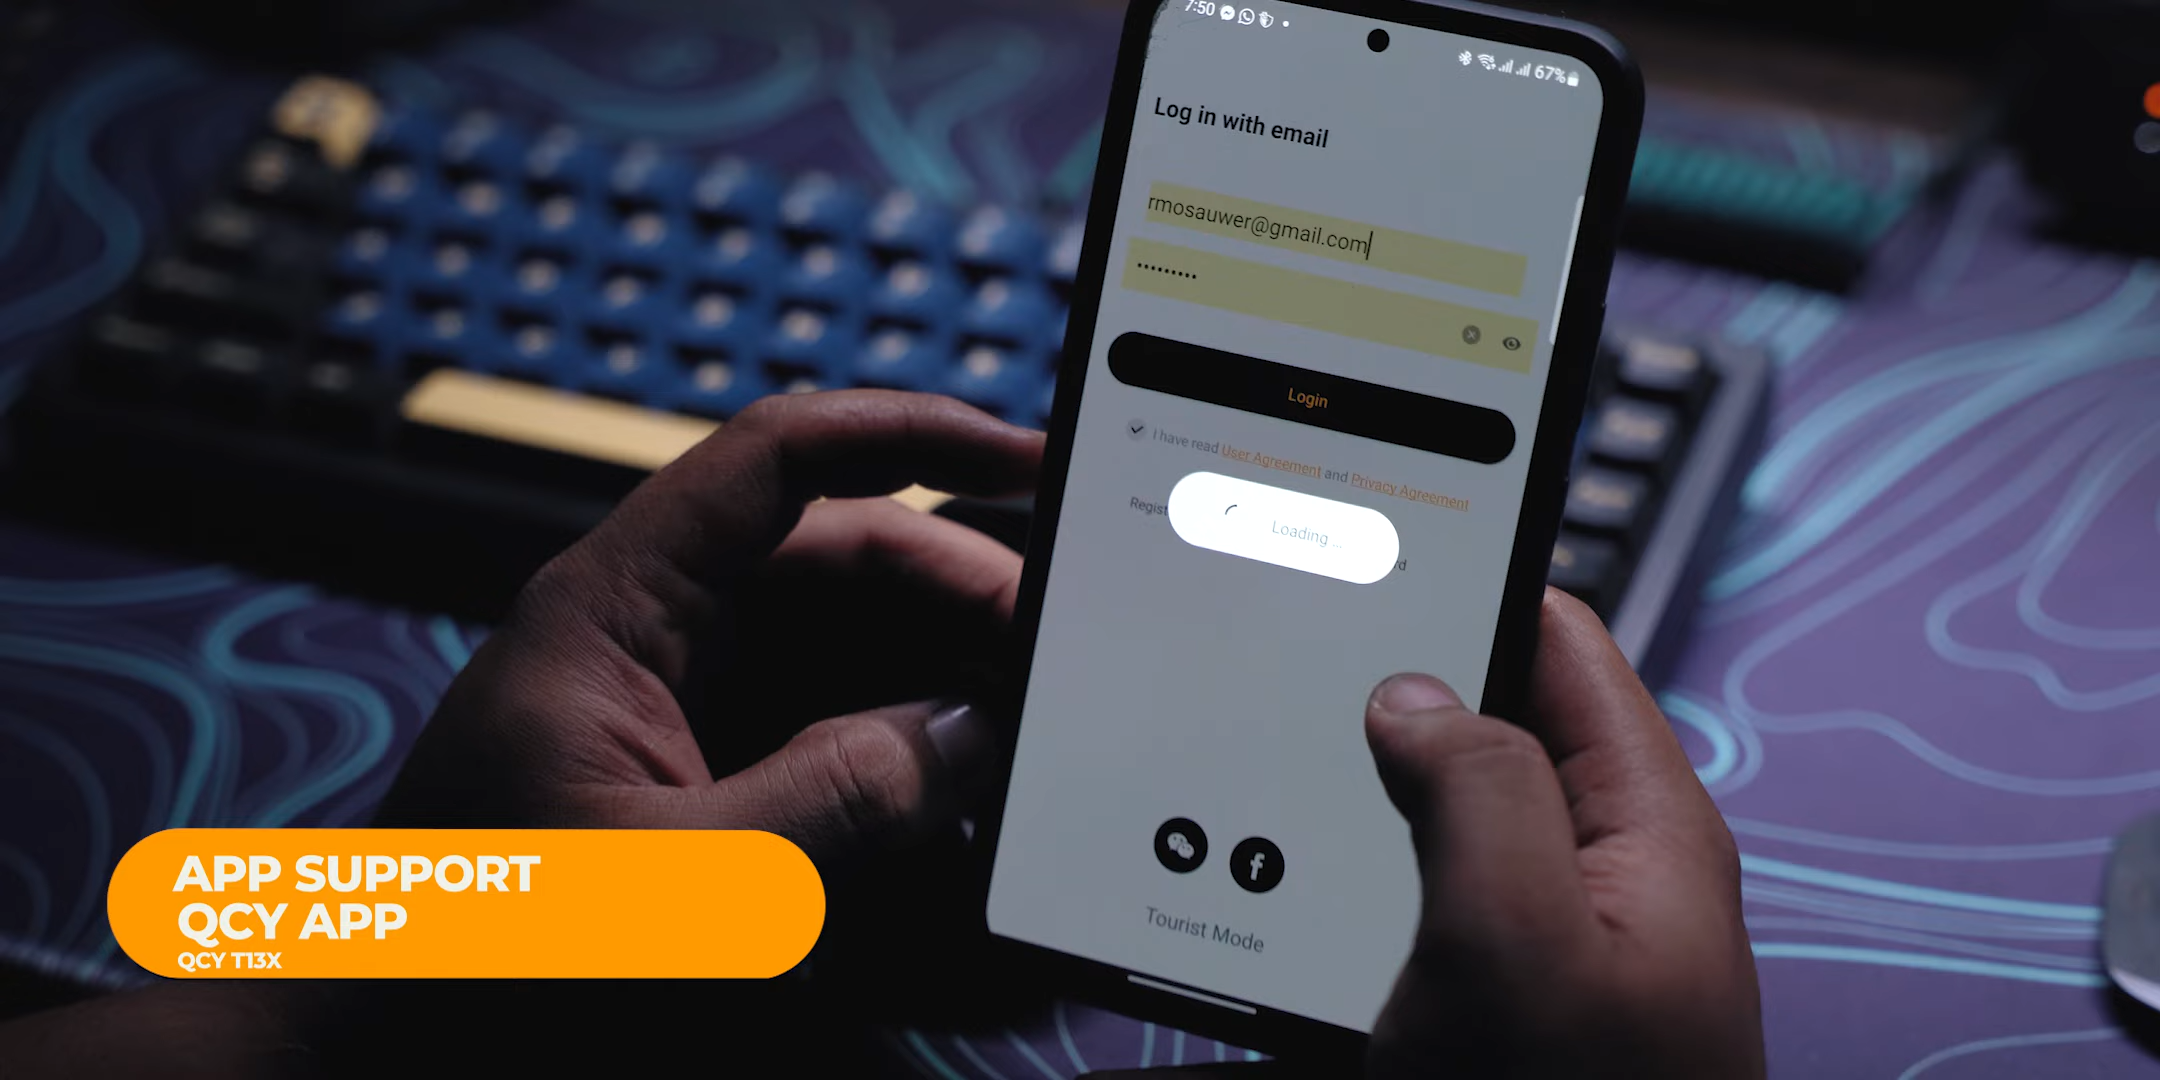 7:50
67%
Log in with email
rmosauwer@gmail.com
•••••••••
Login
I have read User Agreement and Privacy Agreement
Loading ...
Tourist Mode
APP SUPPORT
QCY APP
QCY T13X